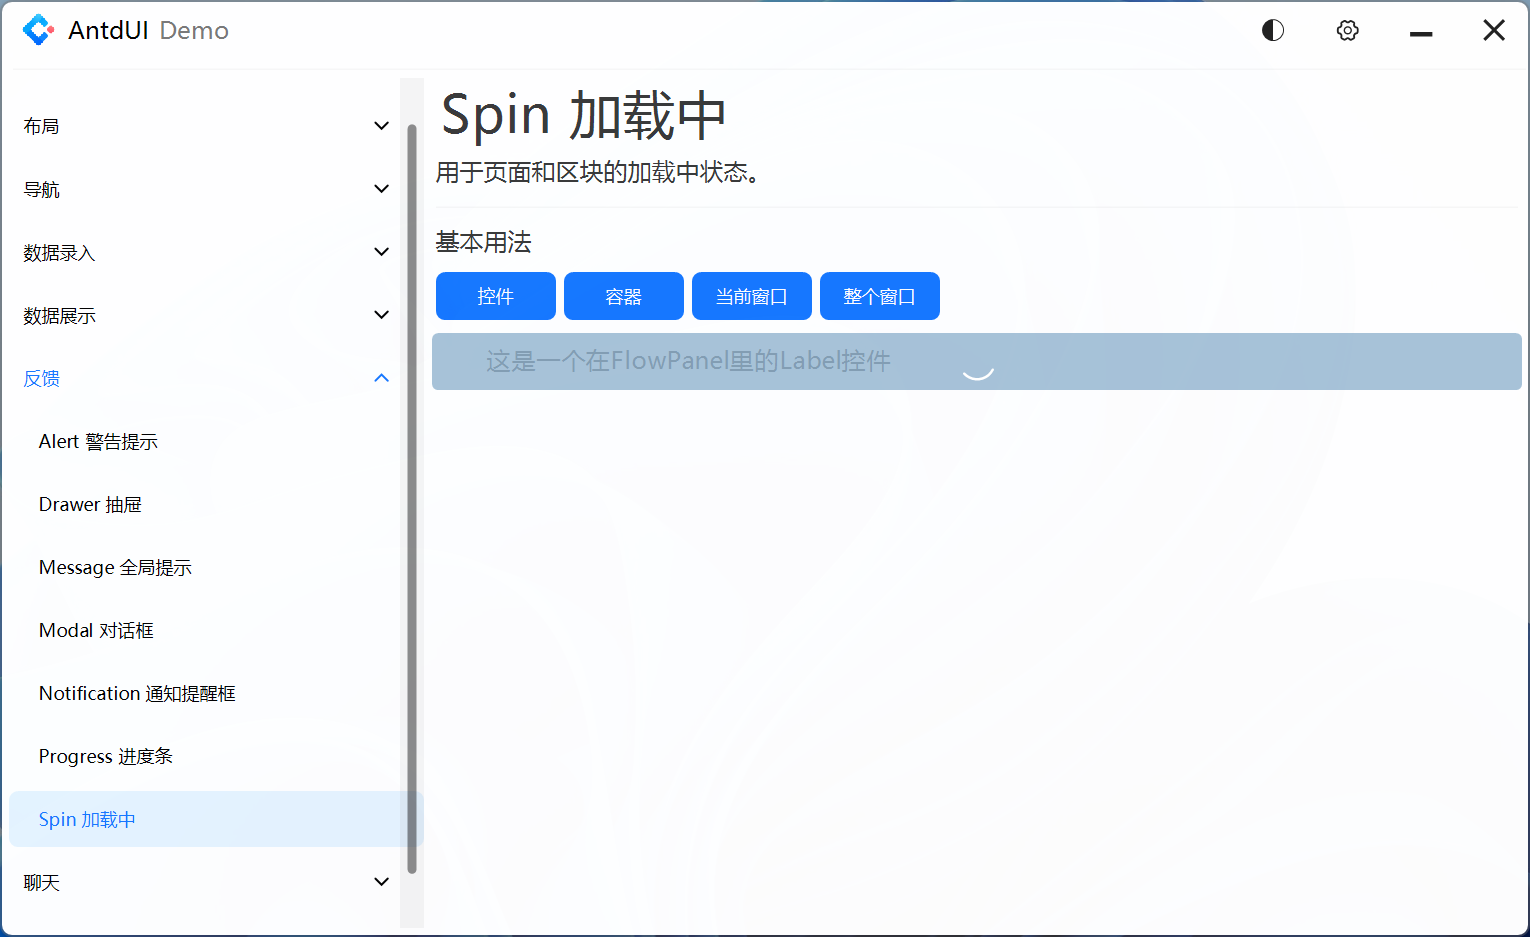 AntdUI Demo
布局
导航
数据录入
数据展示
反馈
Alert 警告提示
Drawer 抽屉
Message 全局提示
Modal 对话框
Notification 通知提醒框
Progress 进度条
Spin 加载中
聊天
Spin 加载中
用于页面和区块的加载中状态。
基本用法
控件 容器 当前窗口 整个窗口
这是一个在FlowPanel里的Label控件